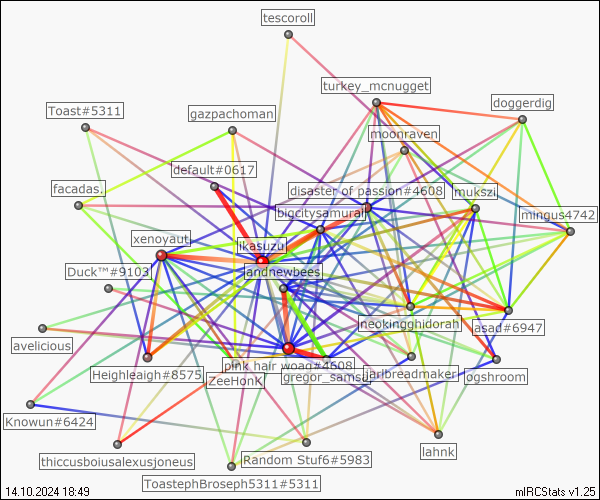 tescoroll
turkey_mcnugget
doggerdig
Toast#5311
gazpachoman
moonraven
default#0617
disaster of passion#4608
mukszi
facadas.
bigcitysamurai
mingus4742
xenoyaut
likasuzu
Duck™#9103
andnewbees
neokingghidorah
asad#6947
avelicious
pink hair woag#4608
Heighleaigh#8575
ZeeHonK
gregor_samsa
jarlbreadmaker
ogshroom
Knowun#6424
lahnk
thiccusboiusalexusjoneus
Random Stuf6#5983
ToastephBroseph5311#5311
14.10.2024 18:49
mIRCStats v1.25